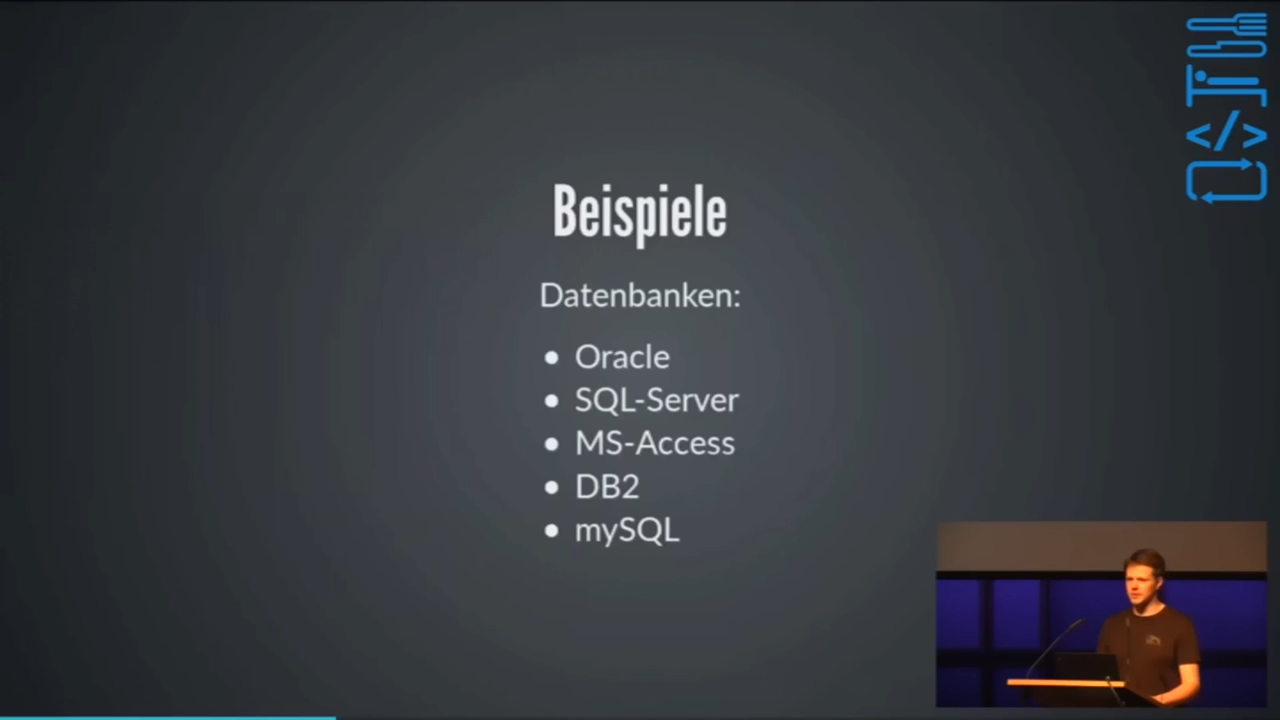 Beispiele
Datenbanken:
Oracle
SQL-Server
MS-Access
DB2
mySQL